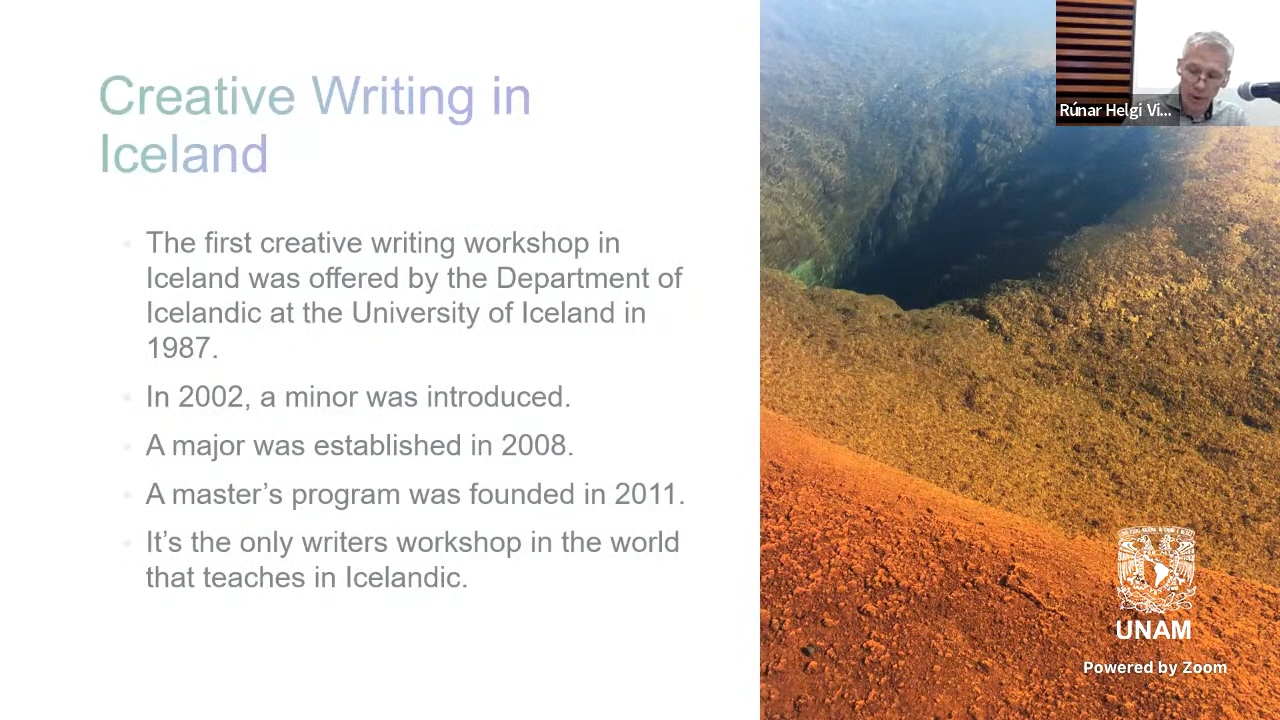 Creative Writing in
Iceland
The first creative writing workshop in
Iceland was offered by the Department of
Icelandic at the University of Iceland in
1987.
In 2002, a minor was introduced.
A major was established in 2008.
A master’s program was founded in 2011.
It’s the only writers workshop in the world
that teaches in Icelandic.
Rúnar Helgi Vi...
UNAM
Powered by Zoom